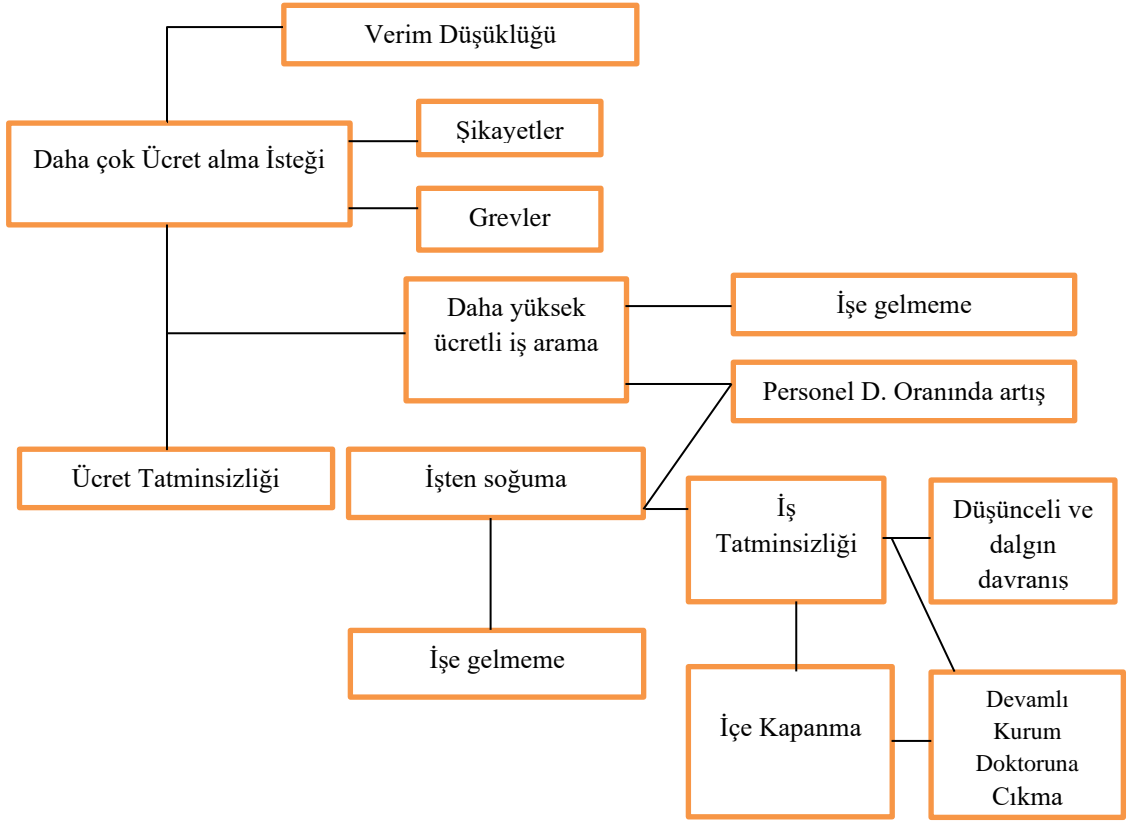 Verim Düşüklüğü
Daha çok Ücret alma İsteği
Şikayetler
Grevler
Daha yüksek
ücretli iş arama
İşe gelmeme
Personel D. Oranında artış
Ücret Tatminsizliği
İşten soğuma
İş
Tatminsizliği
Düşünceli ve
dalgın
davranış
İşe gelmeme
İçe Kapanma
Devamlı
Kurum
Doktoruna
Cıkma